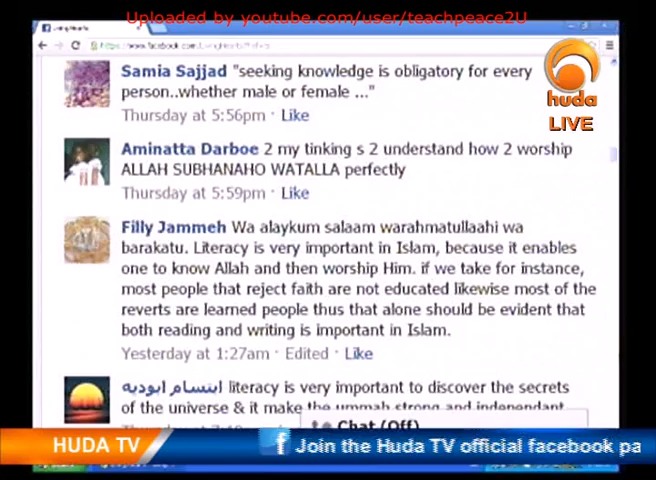 Uploaded by youtube.com/user/teachpeace2U
Samia Sajjad "seeking knowledge is obligatory for every
person..whether male or female ..."
Thursday at 5:56pm · Like
huda
LIVE
Aminatta Darboe 2 my tinking s 2 understand how 2 worship
ALLAH SUBHANAHO WATALLA perfectly
Thursday at 5:59pm · Like
Filly Jammeh Wa alaykum salaam warahmatullaahi wa
barakatu. Literacy is very important in Islam, because it enables
one to know Allah and then worship Him. if we take for instance,
most people that reject faith are not educated likewise most of the
reverts are learned people thus that alone should be evident that
both reading and writing is important in Islam.
Yesterday at 1:27am · Edited · Like
ابتسام ابوديه literacy is very important to discover the secrets
of the universe & it make the ummah strong and independant
Chat (Off)
HUDA TV
f Join the Huda TV official facebook pa